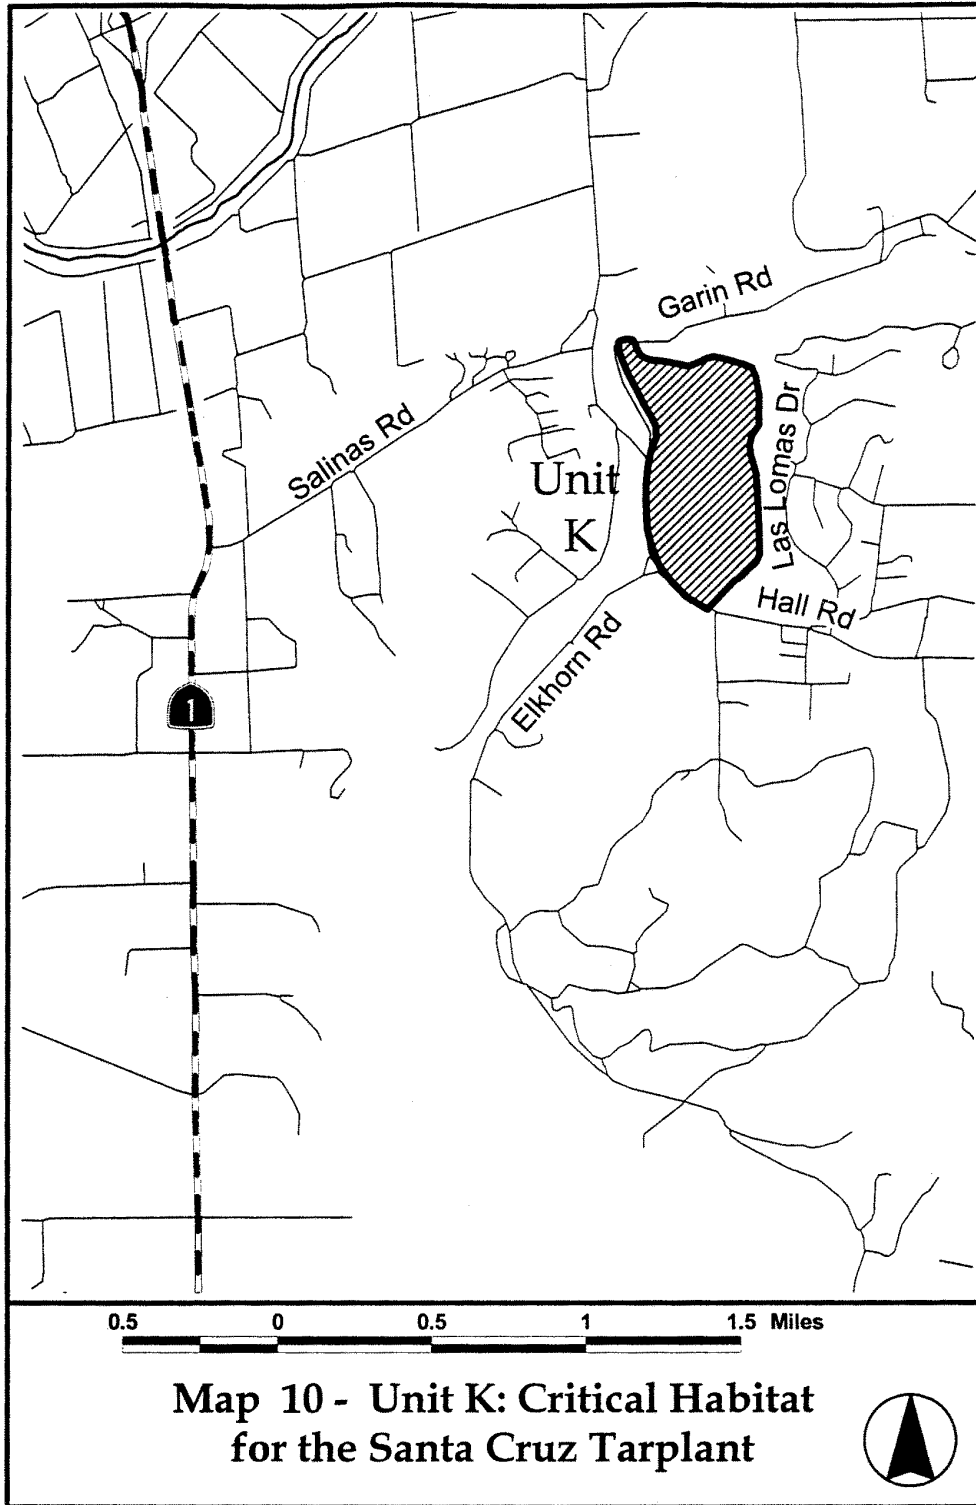 Garin Rd
Salinas Rd
Las Lomas Dr
Unit
K
Hall Rd
Elkhorn Rd
1
0.5 0 0.5 1 1.5 Miles
Map 10 - Unit K: Critical Habitat
for the Santa Cruz Tarplant